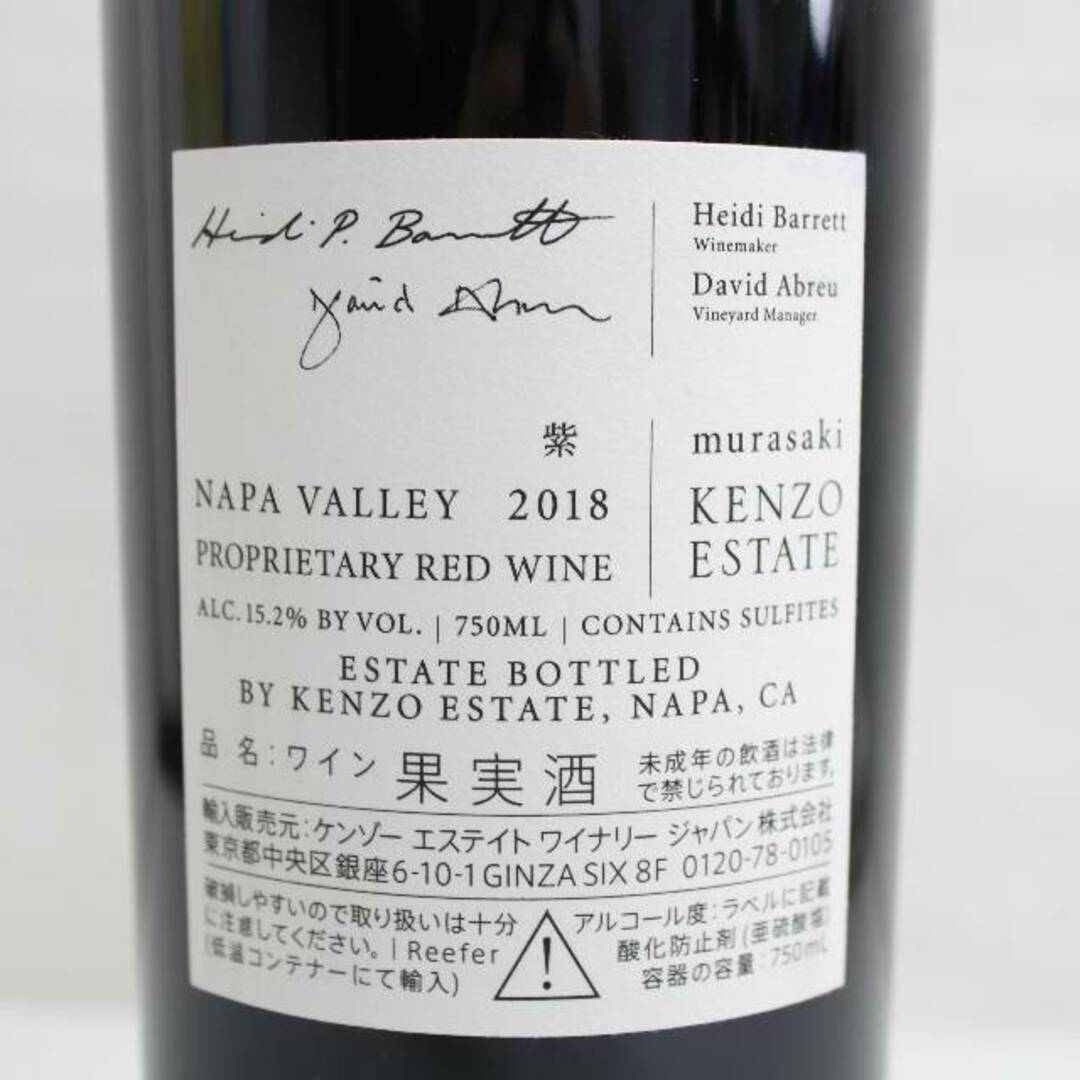 Heidi P. Barrett
David Abreu
Heidi Barrett
Winemaker
David Abreu
Vineyard Manager
紫
murasaki
NAPA VALLEY 2018
PROPRIETARY RED WINE
KENZO
ESTATE
ALC. 15.2% BY VOL. | 750ML | CONTAINS SULFITES
ESTATE BOTTLED
BY KENZO ESTATE, NAPA, CA
品 名:ワイン 果実酒
未成年の飲酒は法律
で禁じられております。
輸入販売元:ケンゾー エステイト ワイナリー ジャパン株式会社
東京都中央区銀座6-10-1 GINZA SIX 8F 0120-78-0105
破損しやすいので取り扱いは十分
に注意してください。| Reefer
(低温コンテナーにて輸入)
!
アルコール度:ラベルに記載
酸化防止剤(亜硫酸塩)
容器の容量:750mL